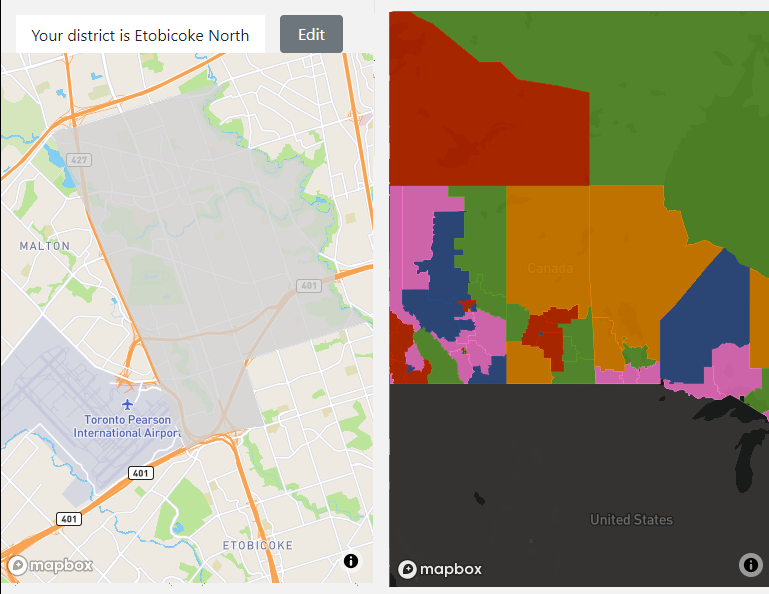 Your district is Etobicoke North
Edit
427
MALTON
401
Toronto Pearson
International Airport
401
401
ETOBICOKE
mapbox
Canada
United States
mapbox